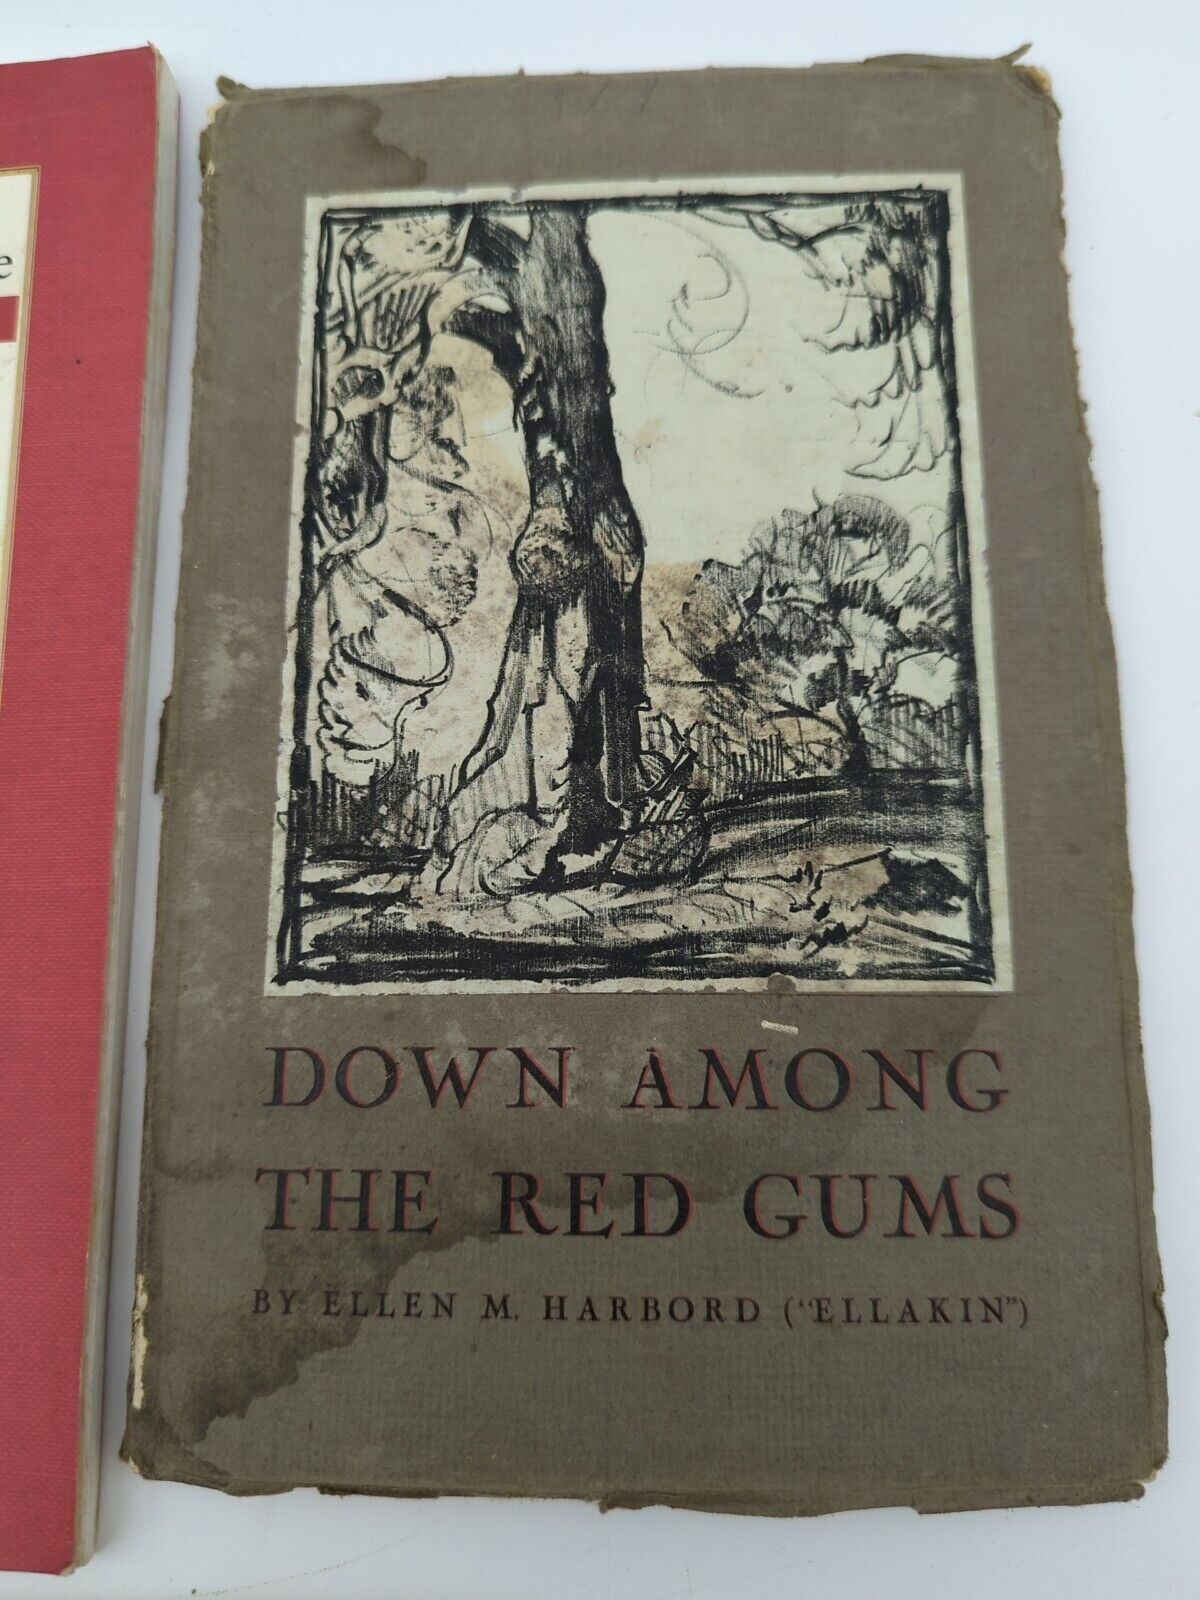 e
DOWN AMONG
THE RED GUMS
BY ELLEN M. HARBORD ("ELLAKIN")